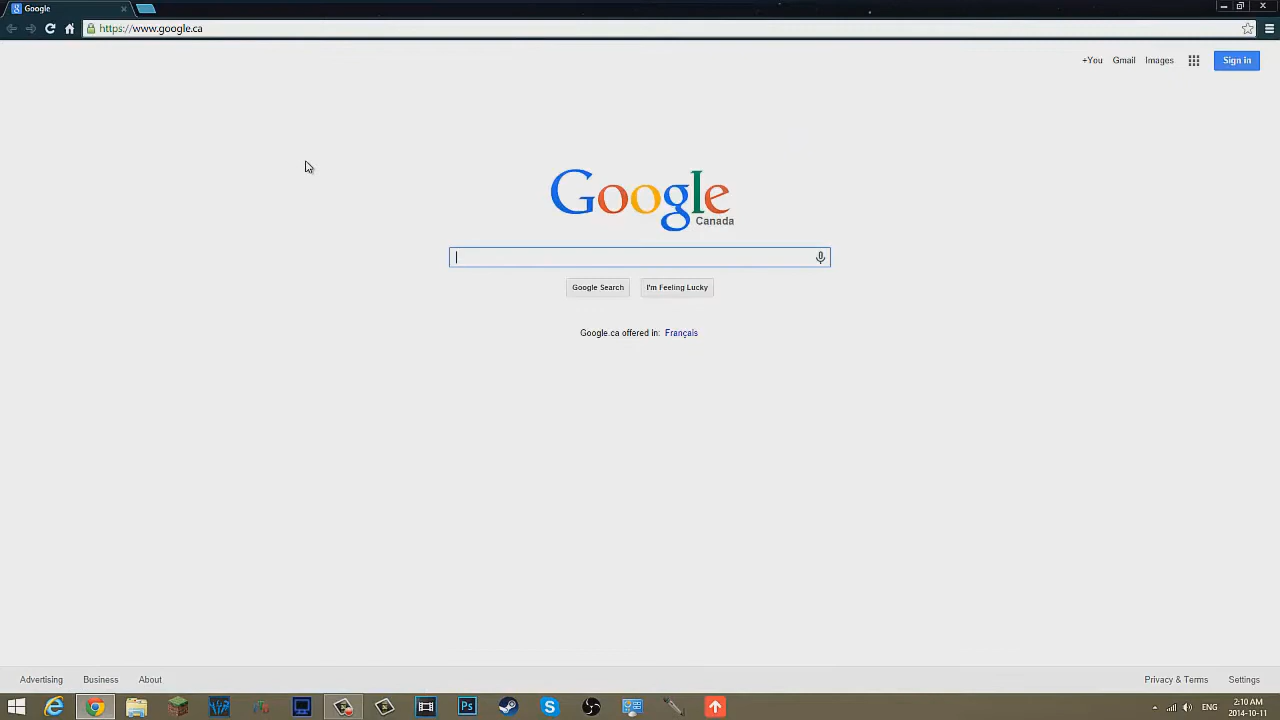 Google
https://www.google.ca
+You Gmail Images Sign in
Google
Canada
Google Search I'm Feeling Lucky
Google.ca offered in: Français
Advertising Business About Privacy & Terms Settings
Ps
ENG
2:10 AM
2014-10-11